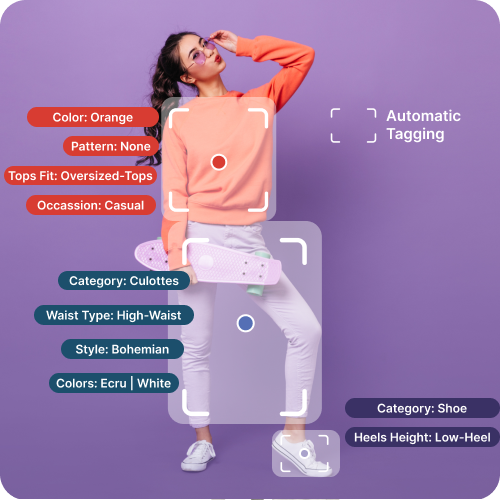 Color: Orange
Pattern: None
Tops Fit: Oversized-Tops
Occassion: Casual
Automatic
Tagging
Category: Culottes
Waist Type: High-Waist
Style: Bohemian
Colors: Ecru | White
Category: Shoe
Heels Height: Low-Heel